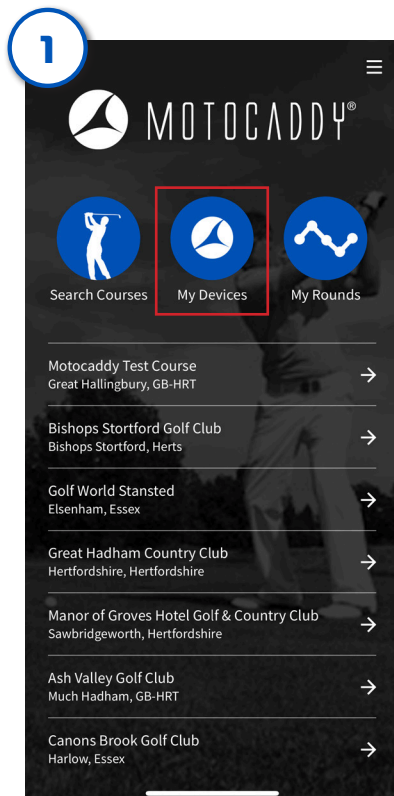 1
MOTOCADDY®
Search Courses
My Devices
My Rounds
Motocaddy Test Course
Great Hallingbury, GB-HRT
Bishops Stortford Golf Club
Bishops Stortford, Herts
Golf World Stansted
Elsenham, Essex
Great Hadham Country Club
Hertfordshire, Hertfordshire
Manor of Groves Hotel Golf & Country Club
Sawbridgeworth, Hertfordshire
Ash Valley Golf Club
Much Hadham, GB-HRT
Canons Brook Golf Club
Harlow, Essex